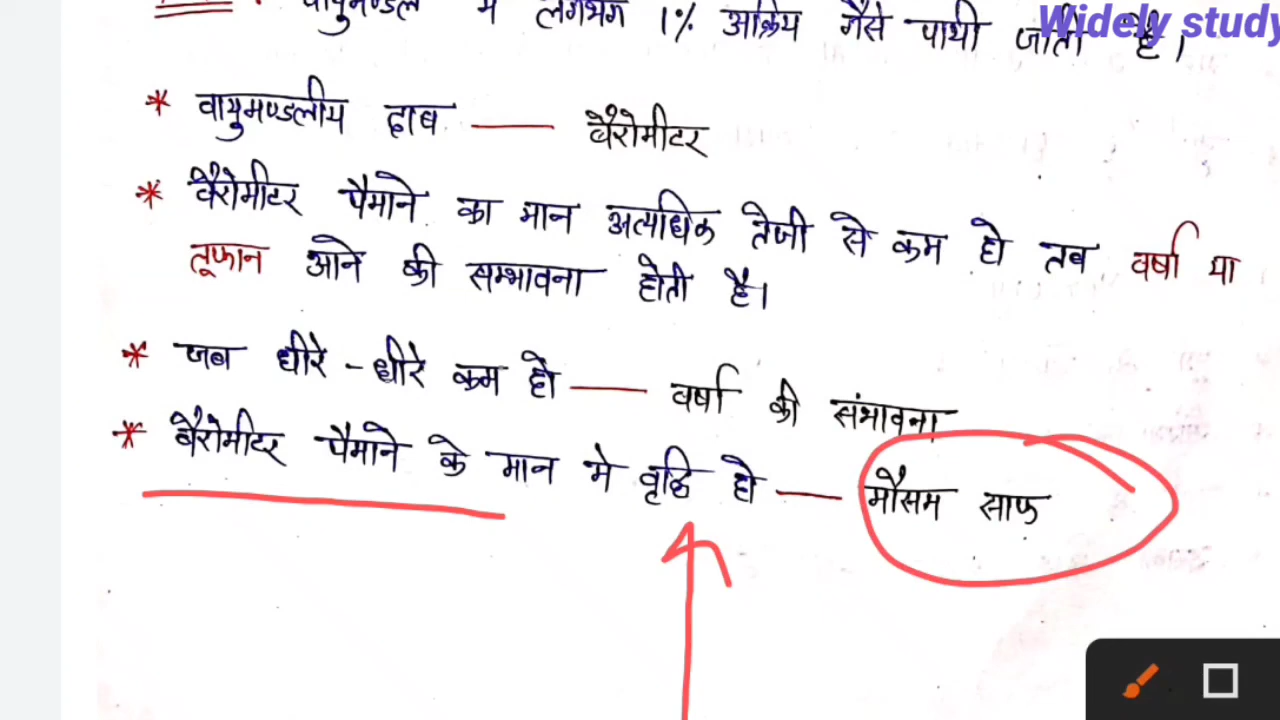 वायुमण्डल मे लगभग 1% अक्रिय गैसे पायी जाती है।
Widely study
* वायुमण्डलीय दाब — बैरोमीटर
* बैरोमीटर पैमाने का मान अत्यधिक तेजी से कम हो तब वर्षा या
तूफान आने की सम्भावना होती है।
* जब धीरे-धीरे कम हो — वर्षा की संभावना
* बैरोमीटर पैमाने के मान मे वृद्धि हो — मौसम साफ